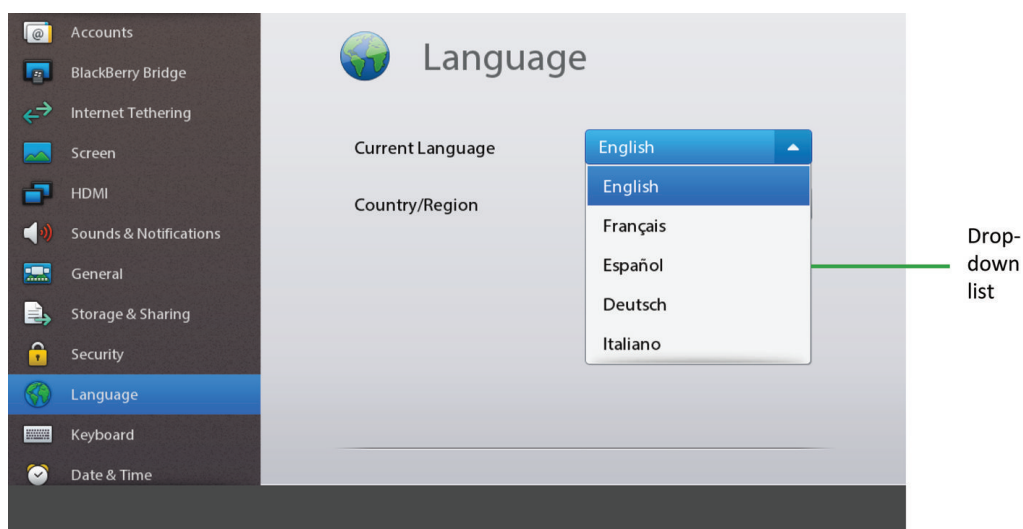 Accounts
BlackBerry Bridge
Internet Tethering
Screen
HDMI
Sounds & Notifications
General
Storage & Sharing
Security
Language
Keyboard
Date & Time
Language
Current Language
English
English
Français
Español
Deutsch
Italiano
Country/Region
Drop-
down
list